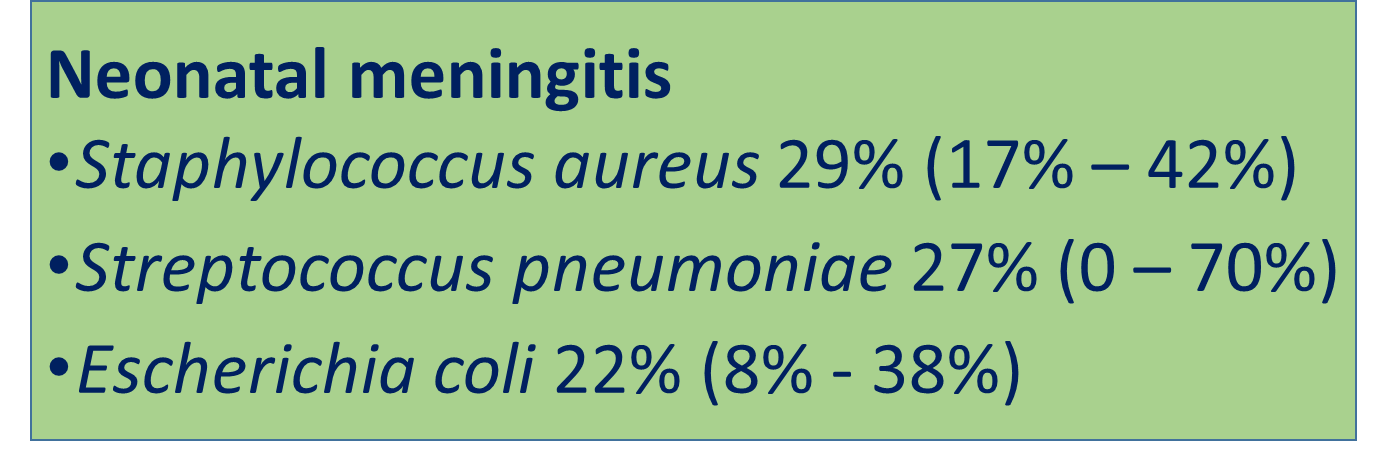 Neonatal meningitis
•Staphylococcus aureus 29% (17% – 42%)
•Streptococcus pneumoniae 27% (0 – 70%)
•Escherichia coli 22% (8% - 38%)